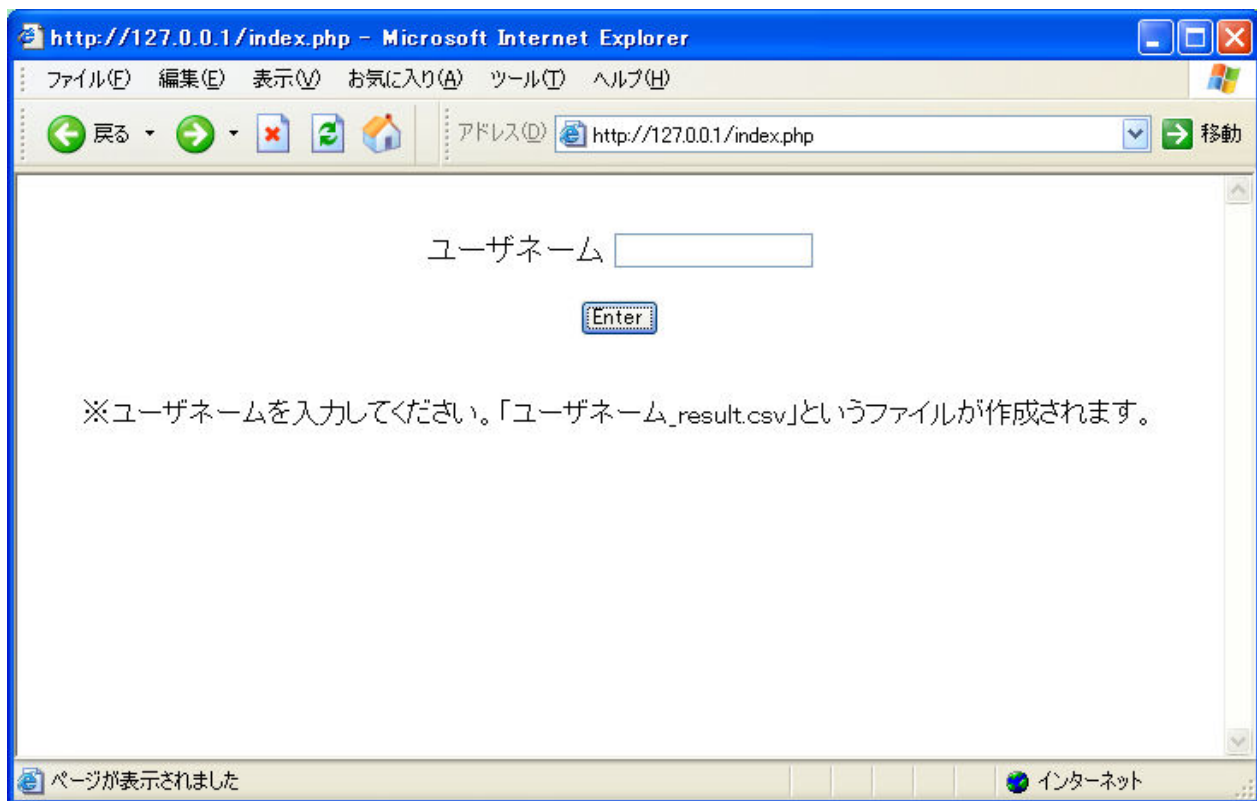 http://127.0.0.1/index.php - Microsoft Internet Explorer
ファイル(F) 編集(E) 表示(V) お気に入り(A) ツール(T) ヘルプ(H)
戻る アドレス(D) http://127.0.0.1/index.php 移動
ユーザネーム
Enter
※ユーザネームを入力してください。「ユーザネーム_result.csv」というファイルが作成されます。
ページが表示されました インターネット